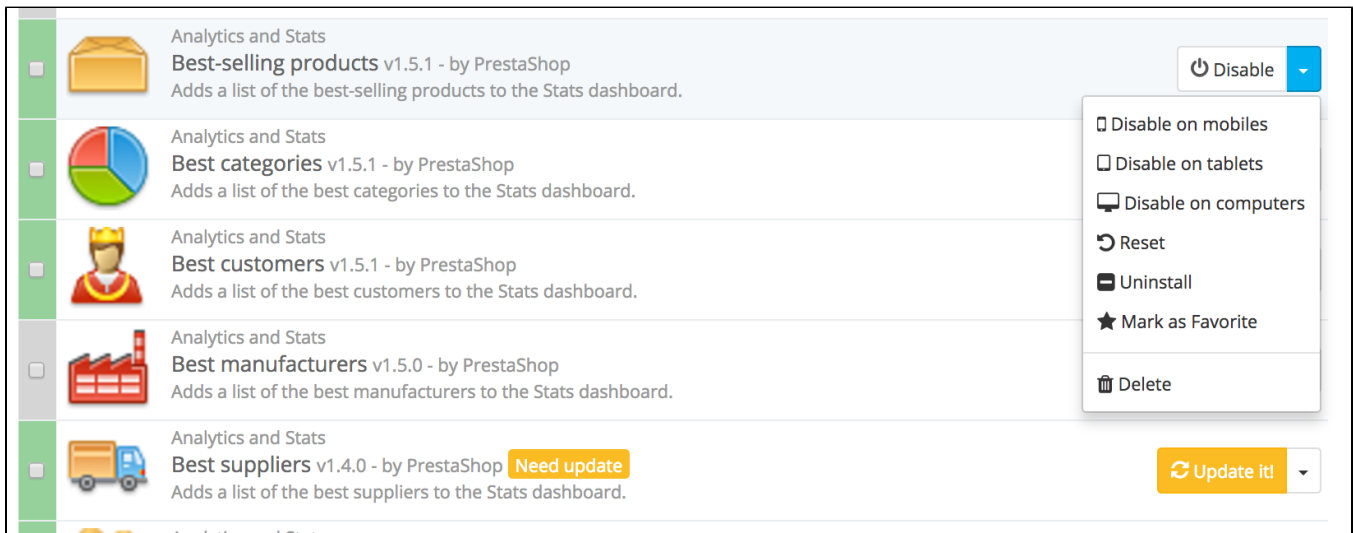 Analytics and Stats
Best-selling products v1.5.1 - by PrestaShop
Adds a list of the best-selling products to the Stats dashboard.
Disable
Disable on mobiles
Disable on tablets
Disable on computers
Reset
Uninstall
Mark as Favorite
Delete
Analytics and Stats
Best categories v1.5.1 - by PrestaShop
Adds a list of the best categories to the Stats dashboard.
Analytics and Stats
Best customers v1.5.1 - by PrestaShop
Adds a list of the best customers to the Stats dashboard.
Analytics and Stats
Best manufacturers v1.5.0 - by PrestaShop
Adds a list of the best manufacturers to the Stats dashboard.
Analytics and Stats
Best suppliers v1.4.0 - by PrestaShop Need update
Adds a list of the best suppliers to the Stats dashboard.
Update it!